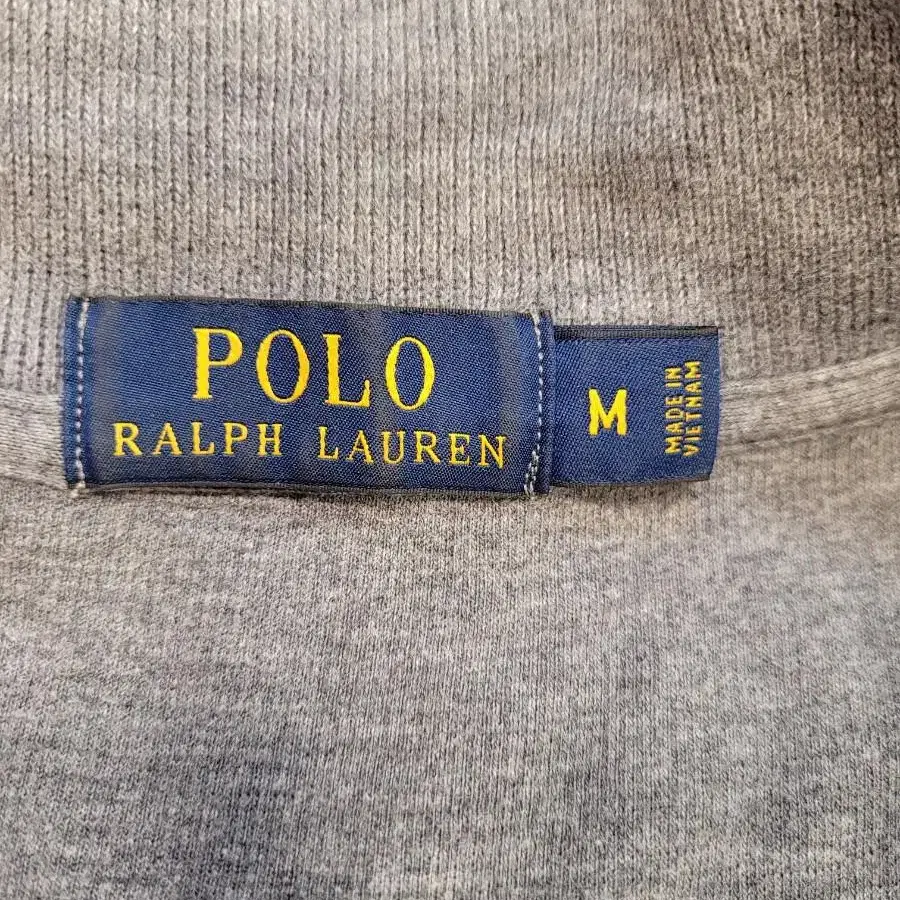 POLO
RALPH LAUREN
M
MADE IN
VIETNAM